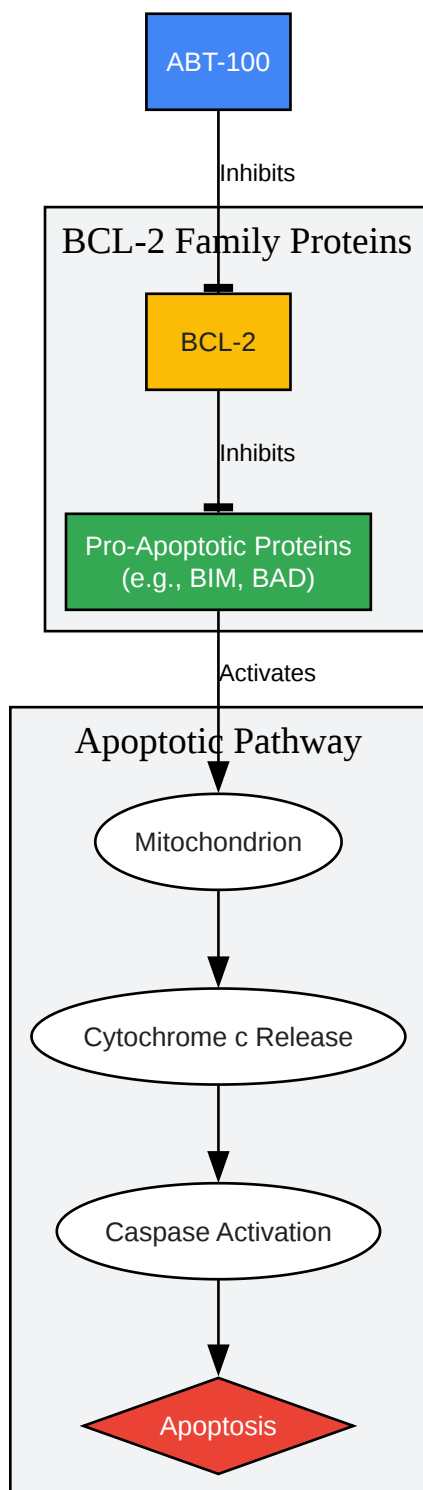 ABT-100
Inhibits
BCL-2 Family Proteins
BCL-2
Inhibits
Pro-Apoptotic Proteins
(e.g., BIM, BAD)
Activates
Apoptotic Pathway
Mitochondrion
Cytochrome c Release
Caspase Activation
Apoptosis